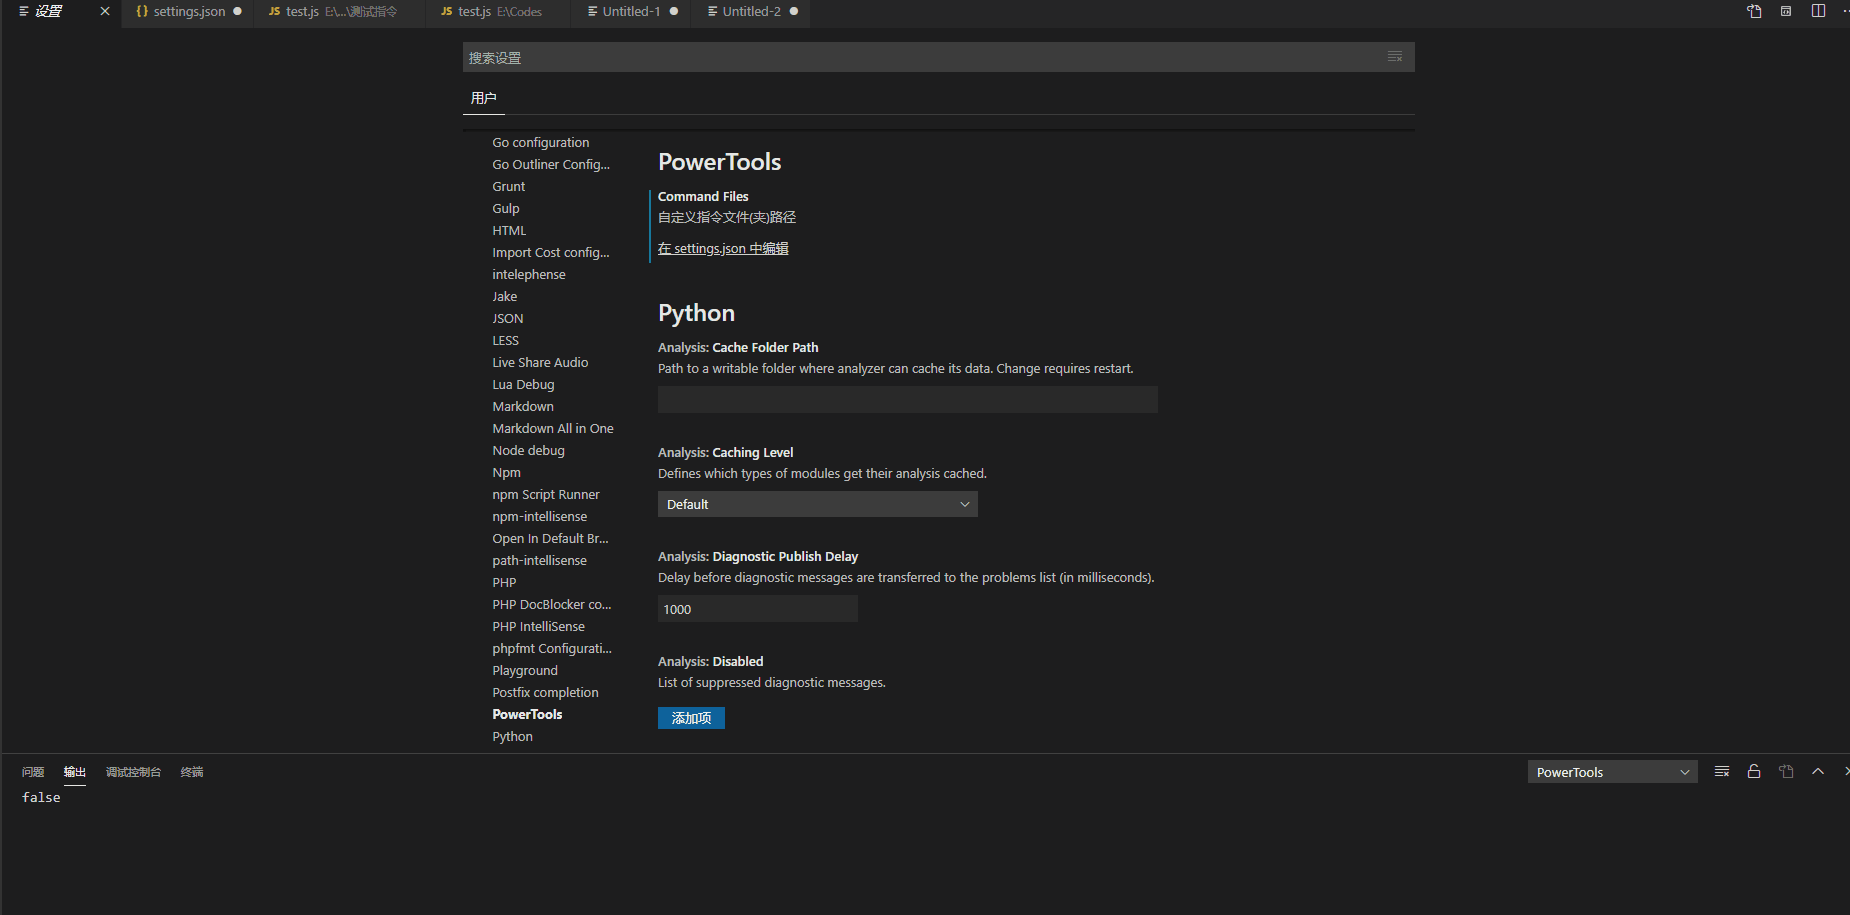 设置
{} settings.json
JS test.js E:\...\测试指令
JS test.js E:\Codes
Untitled-1
Untitled-2
搜索设置
用户
Go configuration
Go Outliner Config...
Grunt
Gulp
HTML
Import Cost config...
intelephense
Jake
JSON
LESS
Live Share Audio
Lua Debug
Markdown
Markdown All in One
Node debug
Npm
npm Script Runner
npm-intellisense
Open In Default Br...
path-intellisense
PHP
PHP DocBlocker co...
PHP IntelliSense
phpfmt Configurati...
Playground
Postfix completion
PowerTools
Python
PowerTools
Command Files
自定义指令文件(夹)路径
在 settings.json 中编辑
Python
Analysis: Cache Folder Path
Path to a writable folder where analyzer can cache its data. Change requires restart.
Analysis: Caching Level
Defines which types of modules get their analysis cached.
Default
Analysis: Diagnostic Publish Delay
Delay before diagnostic messages are transferred to the problems list (in milliseconds).
1000
Analysis: Disabled
List of suppressed diagnostic messages.
添加项
问题
输出
调试控制台
终端
PowerTools
false